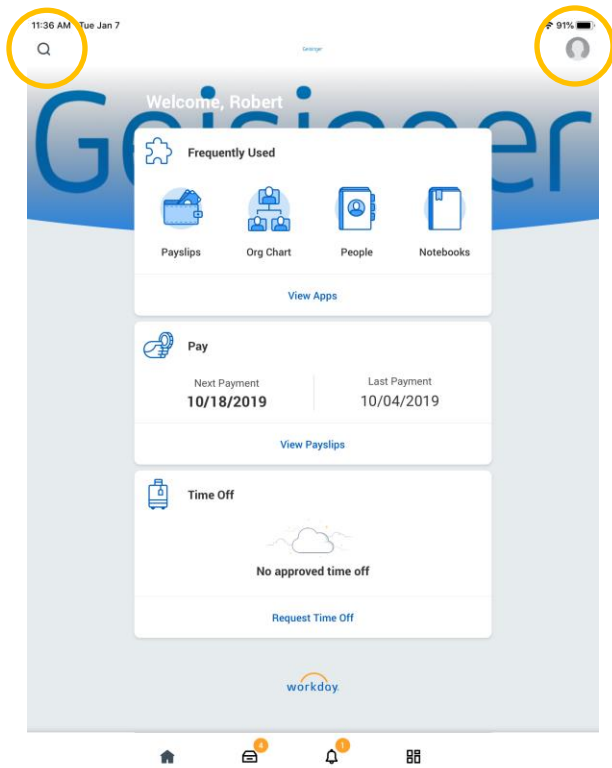 11:36 AM Tue Jan 7
91%
Geisinger
Geisinger
Welcome, Robert
Frequently Used
Payslips Org Chart People Notebooks
View Apps
Pay
Next Payment Last Payment
10/18/2019 10/04/2019
View Payslips
Time Off
No approved time off
Request Time Off
workday.
4 1